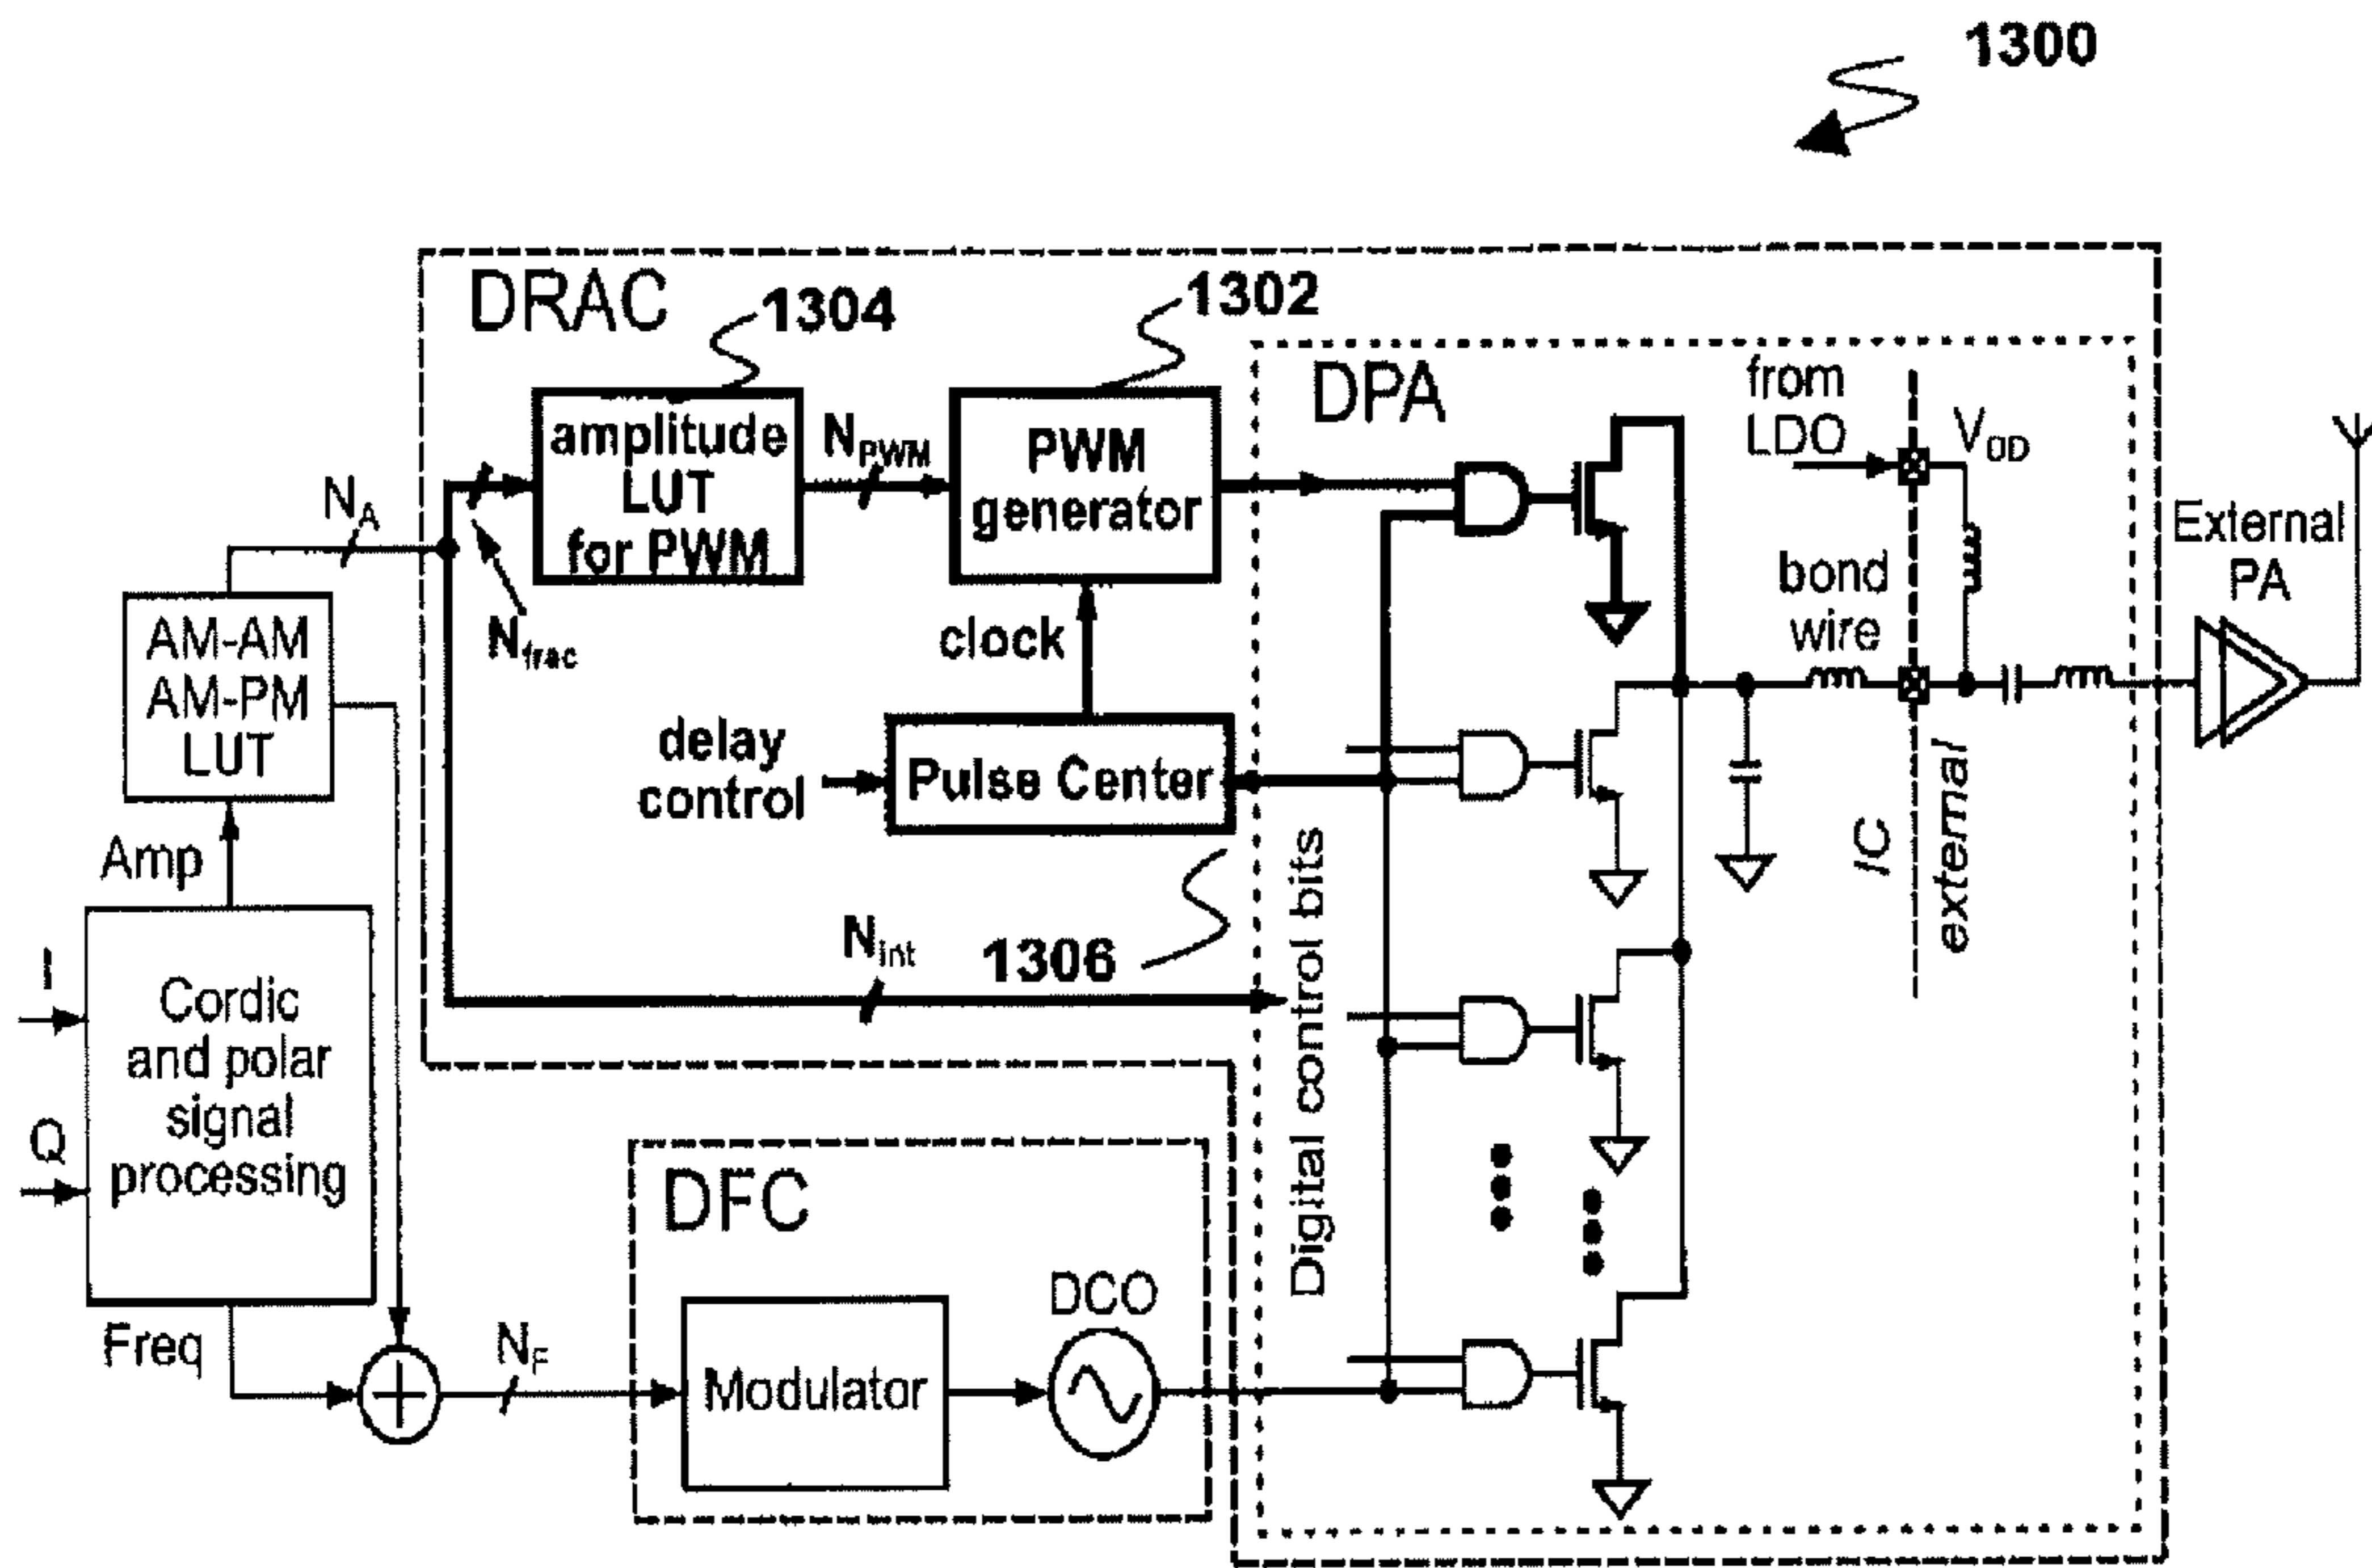 1300
DRAC
1304
1302
amplitude
LUT
for PWM
N_PWM
PWM
generator
DPA
from
LDO
V_DD
N_A
N_frac
clock
bond
wire
External
PA
AM-AM
AM-PM
LUT
delay
control
Pulse Center
IC
external
Amp
N_int
1306
Digital control bits
I
Q
Cordic
and polar
signal
processing
Freq
N_F
DFC
Modulator
DCO